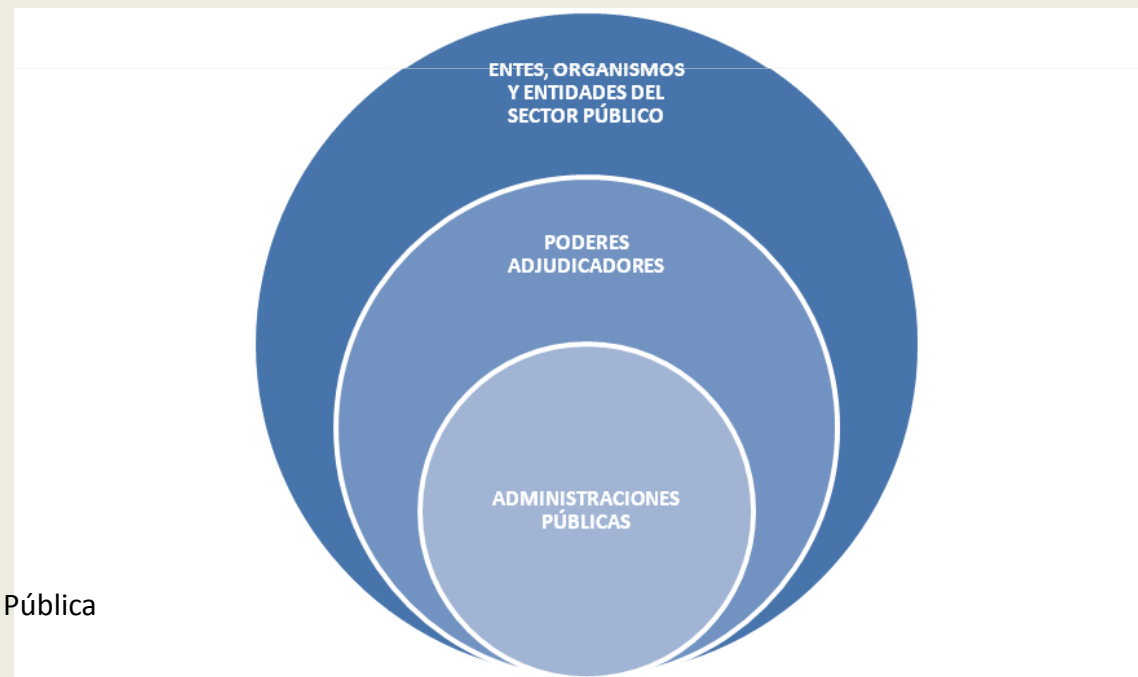 ENTES, ORGANISMOS
Y ENTIDADES DEL
SECTOR PÚBLICO
PODERES
ADJUDICADORES
ADMINISTRACIONES
PÚBLICAS
Pública